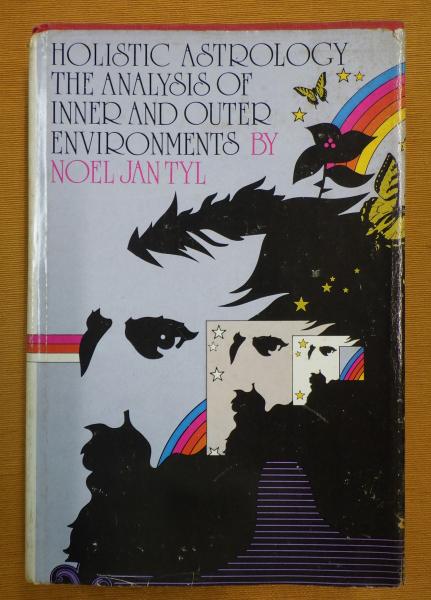 HOLISTIC ASTROLOGY
THE ANALYSIS OF
INNER AND OUTER
ENVIRONMENTS BY
NOEL JAN TYL